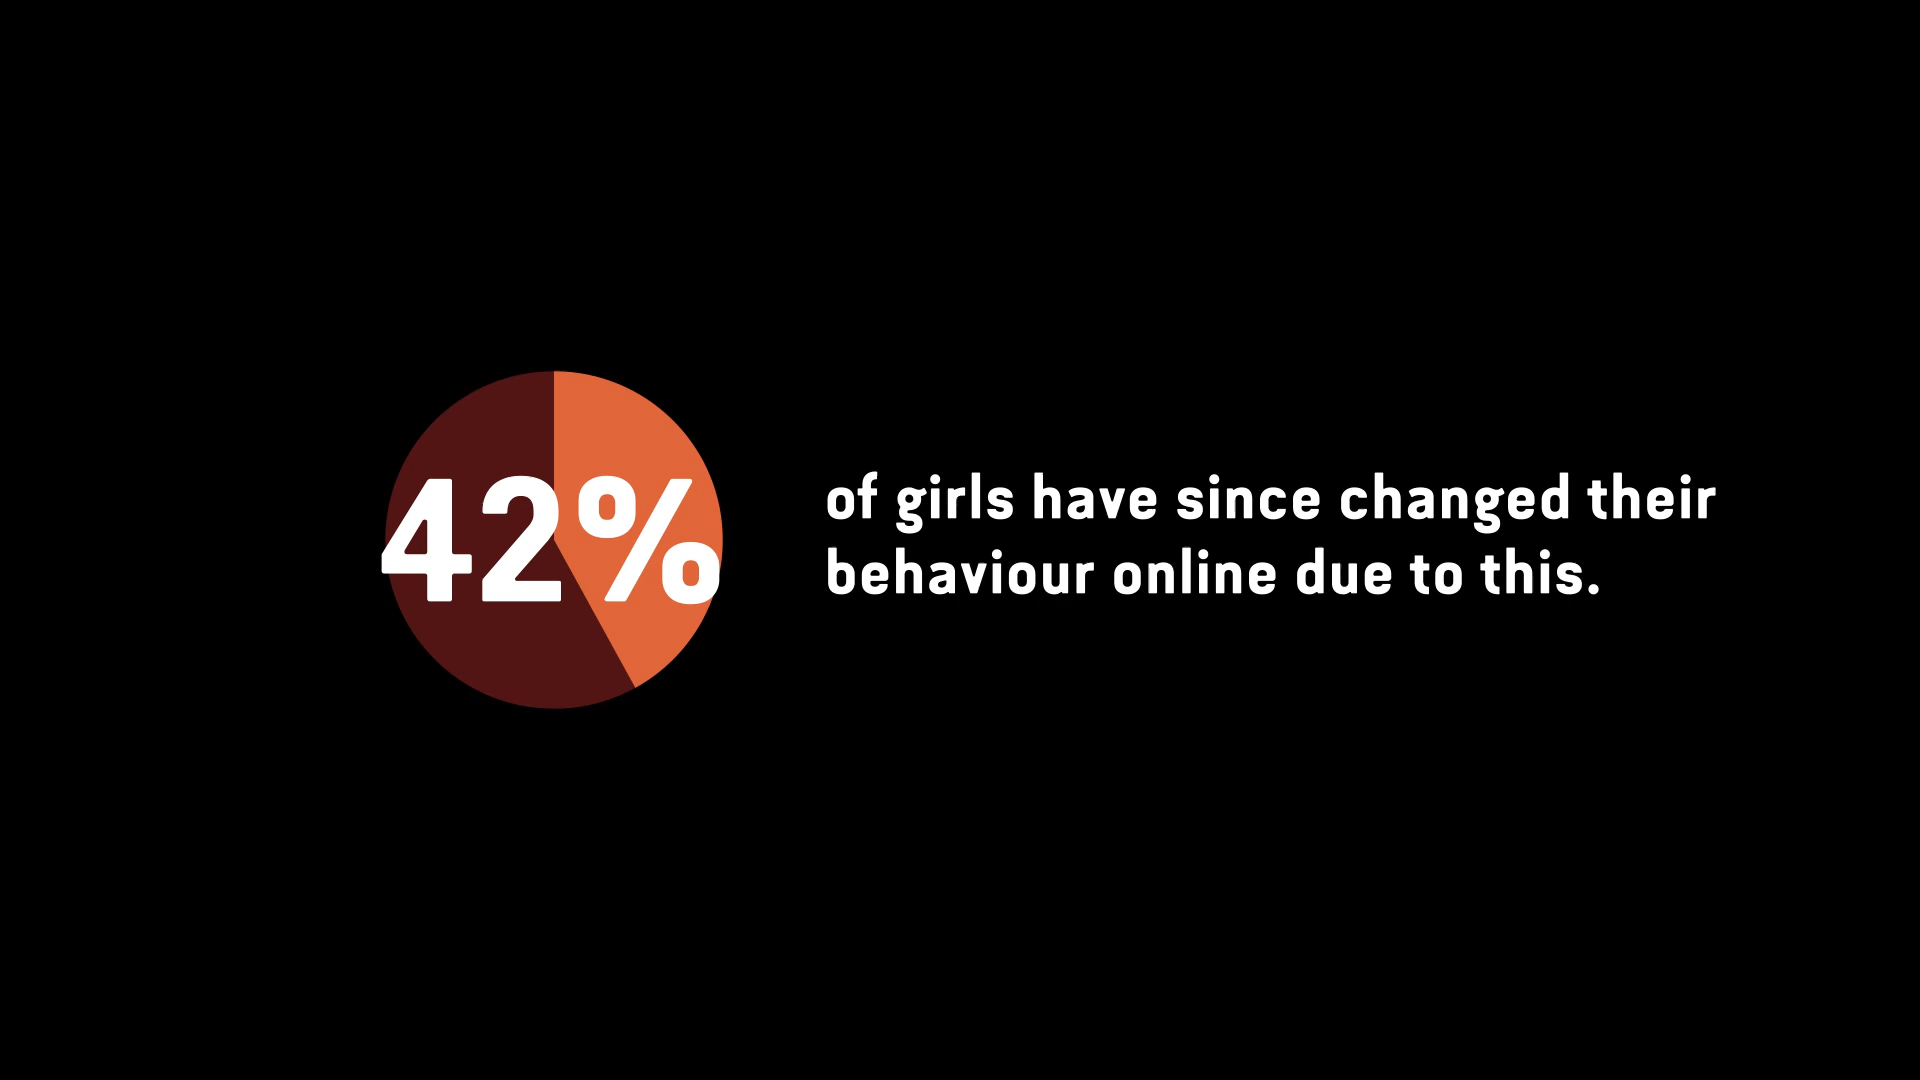 42%
of girls have since changed their
behaviour online due to this.